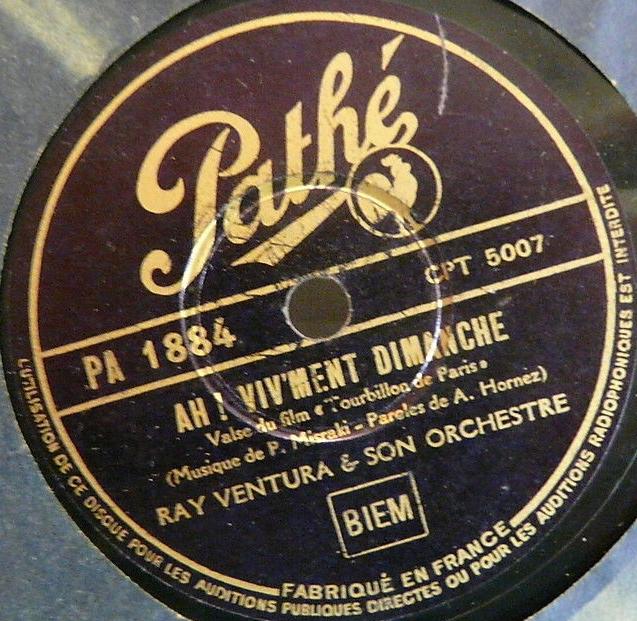 Pathé
CPT 5007
PA 1884
AH ! VIV'MENT DIMANCHE
Valse du film « Tourbillon de Paris »
(Musique de P. Misraki - Paroles de A. Hornez)
RAY VENTURA & SON ORCHESTRE
BIEM
FABRIQUÉ EN FRANCE
L'UTILISATION DE CE DISQUE POUR LES AUDITIONS PUBLIQUES DIRECTES OU POUR LES AUDITIONS RADIOPHONIQUES EST INTERDITE